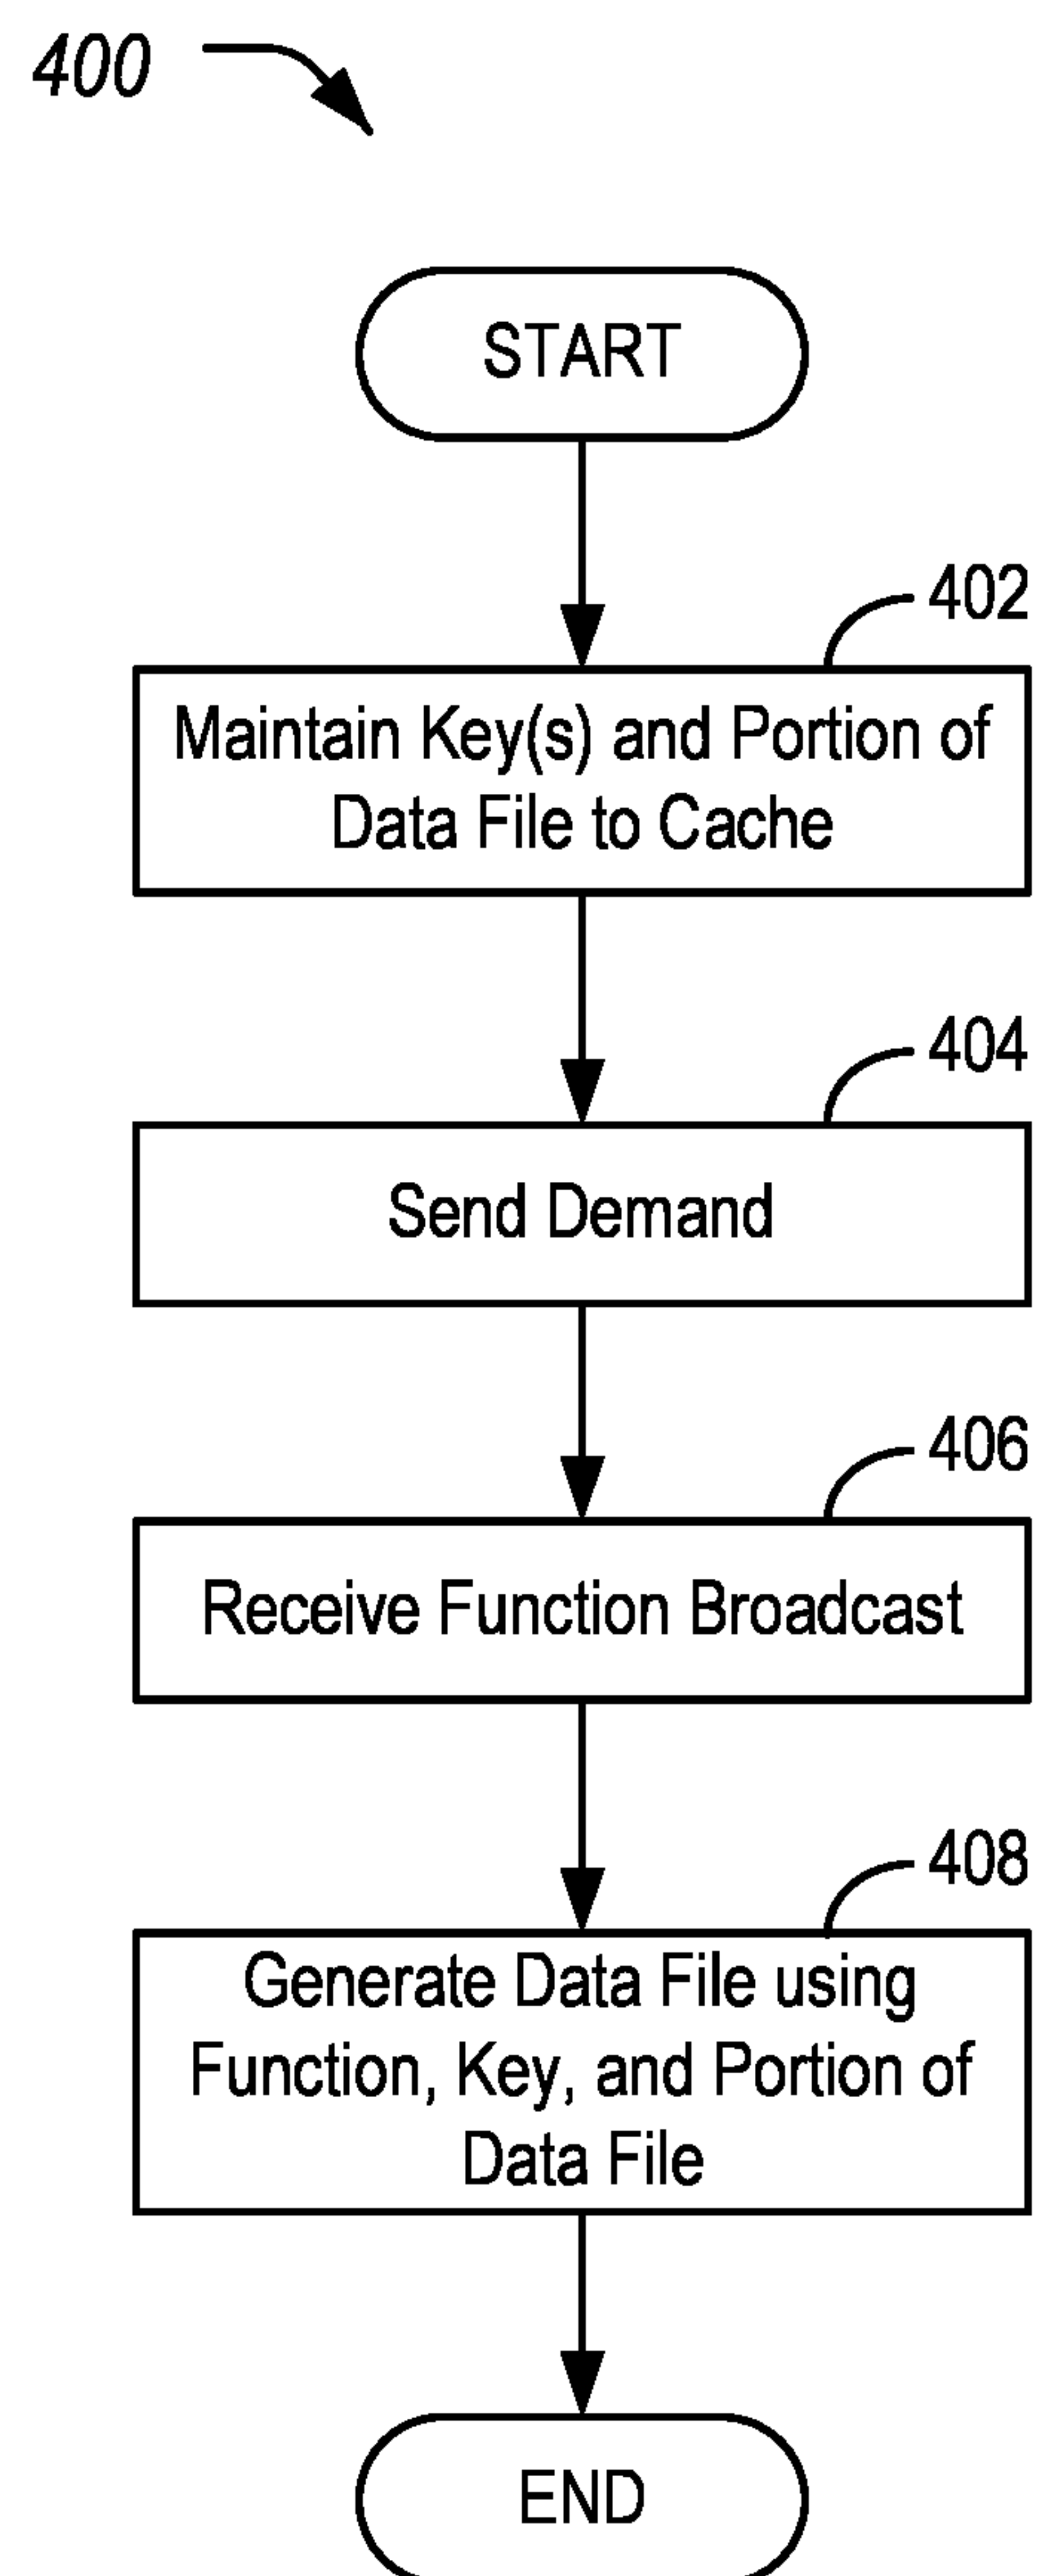 400
START
402
Maintain Key(s) and Portion of
Data File to Cache
404
Send Demand
406
Receive Function Broadcast
408
Generate Data File using
Function, Key, and Portion of
Data File
END